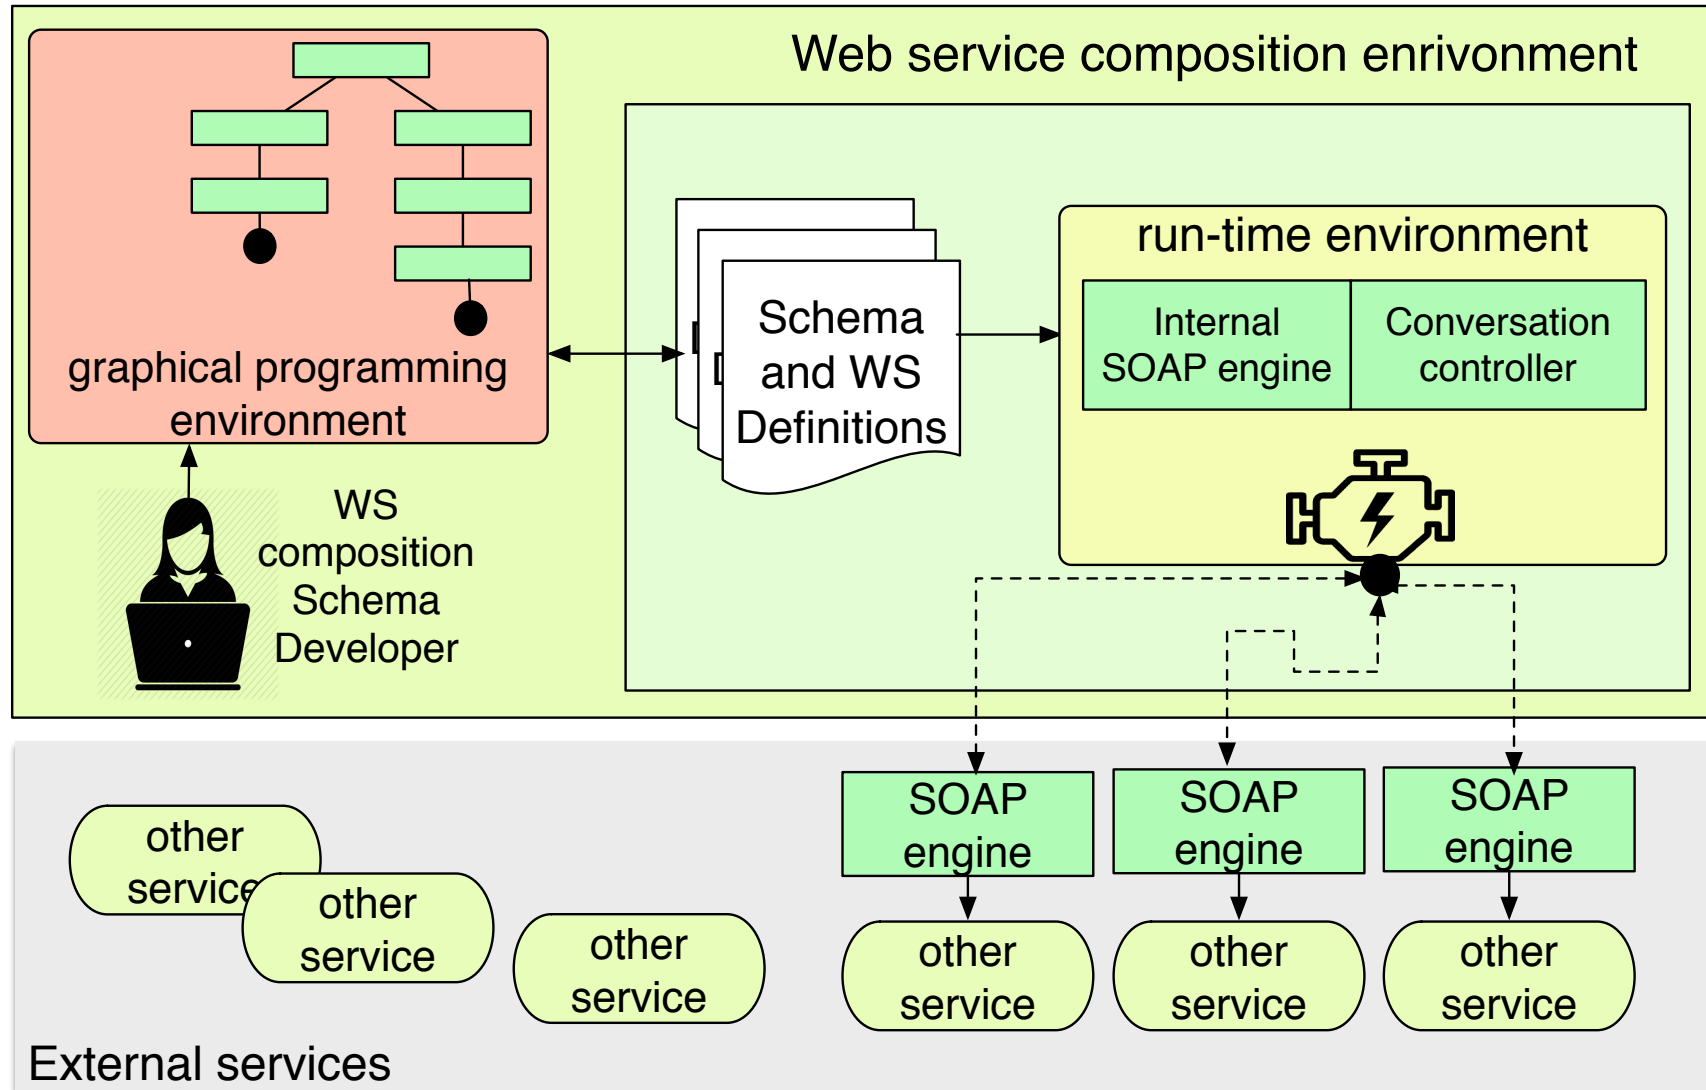 Web service composition enrivonment
graphical programming
environment
WS
composition
Schema
Developer
Schema
and WS
Definitions
run-time environment
Internal
SOAP engine
Conversation
controller
SOAP
engine
SOAP
engine
SOAP
engine
other
service
other
service
other
service
other
service
other
service
other
service
External services